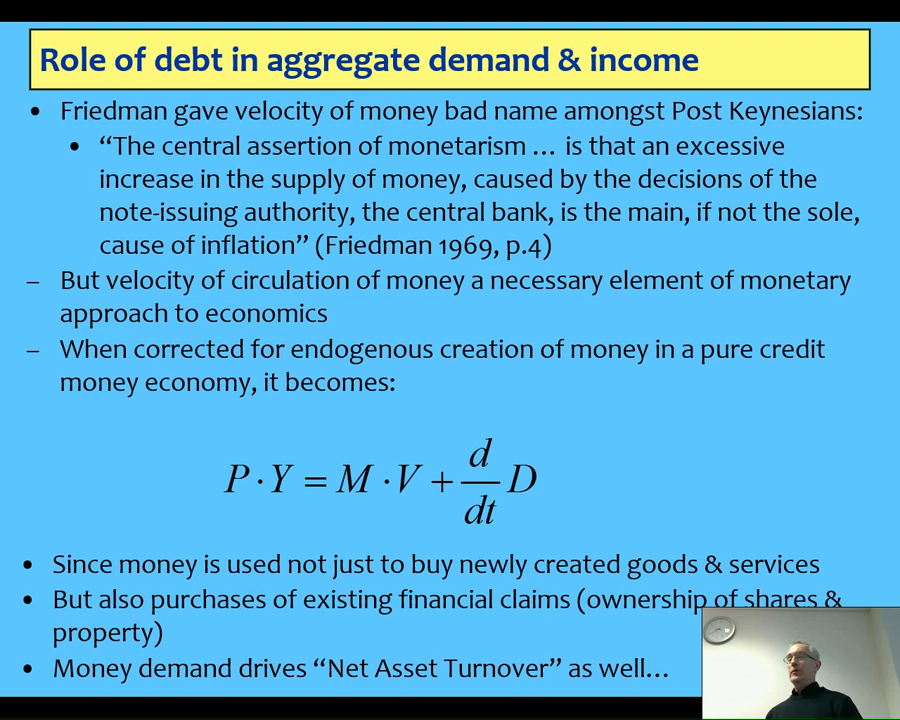 Role of debt in aggregate demand & income
• Friedman gave velocity of money bad name amongst Post Keynesians:
• “The central assertion of monetarism … is that an excessive
increase in the supply of money, caused by the decisions of the
note-issuing authority, the central bank, is the main, if not the sole,
cause of inflation” (Friedman 1969, p.4)
– But velocity of circulation of money a necessary element of monetary
approach to economics
– When corrected for endogenous creation of money in a pure credit
money economy, it becomes:
P · Y = M · V + d/dt D
• Since money is used not just to buy newly created goods & services
• But also purchases of existing financial claims (ownership of shares &
property)
• Money demand drives “Net Asset Turnover” as well…